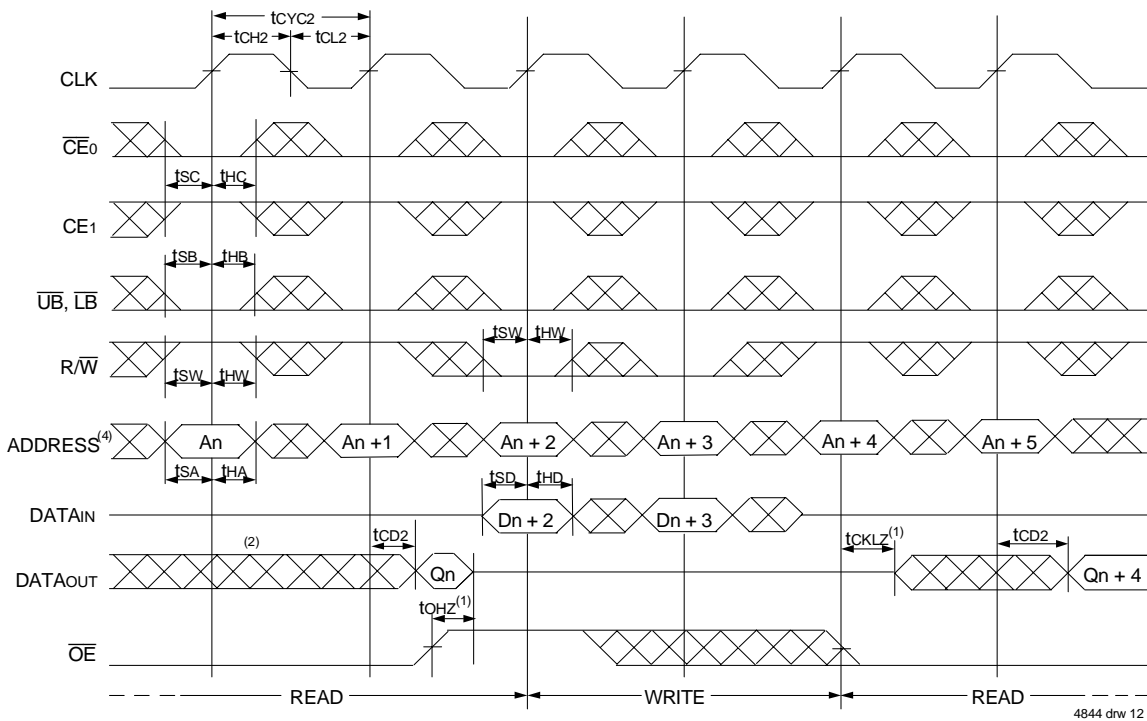 tCYC2
tCH2 tCL2
CLK
CE0
tSC tHC
CE1
tSB tHB
UB, LB
tSW tHW
R/W
tSW tHW
ADDRESS(4) An An + 1 An + 2 An + 3 An + 4 An + 5
tSA tHA tSD tHD
DATAIN Dn + 2 Dn + 3
(2) tCD2 tCKLZ(1) tCD2
DATAOUT Qn Qn + 4
tOHZ(1)
OE
READ WRITE READ
4844 drw 12